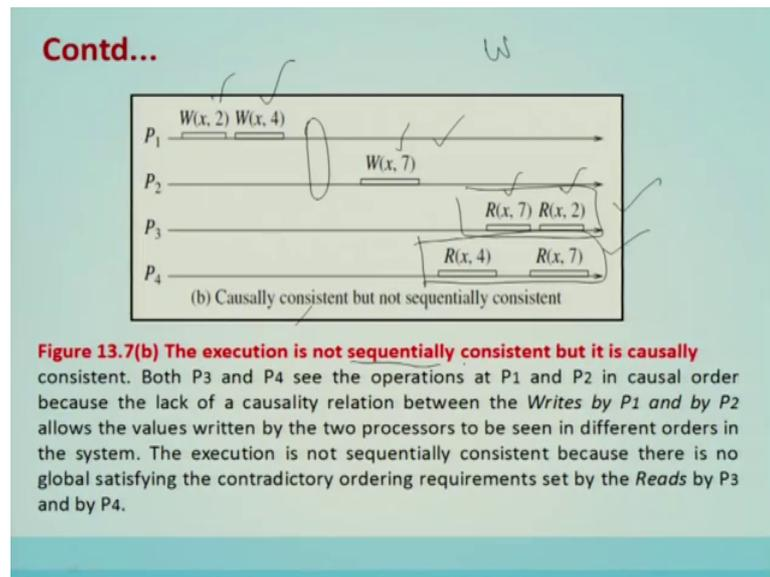 Contd...
W
W(x, 2) W(x, 4)
P1
W(x, 7)
P2
R(x, 7) R(x, 2)
P3
R(x, 4) R(x, 7)
P4
(b) Causally consistent but not sequentially consistent
Figure 13.7(b) The execution is not sequentially consistent but it is causally
consistent. Both P3 and P4 see the operations at P1 and P2 in causal order
because the lack of a causality relation between the Writes by P1 and by P2
allows the values written by the two processors to be seen in different orders in
the system. The execution is not sequentially consistent because there is no
global satisfying the contradictory ordering requirements set by the Reads by P3
and by P4.